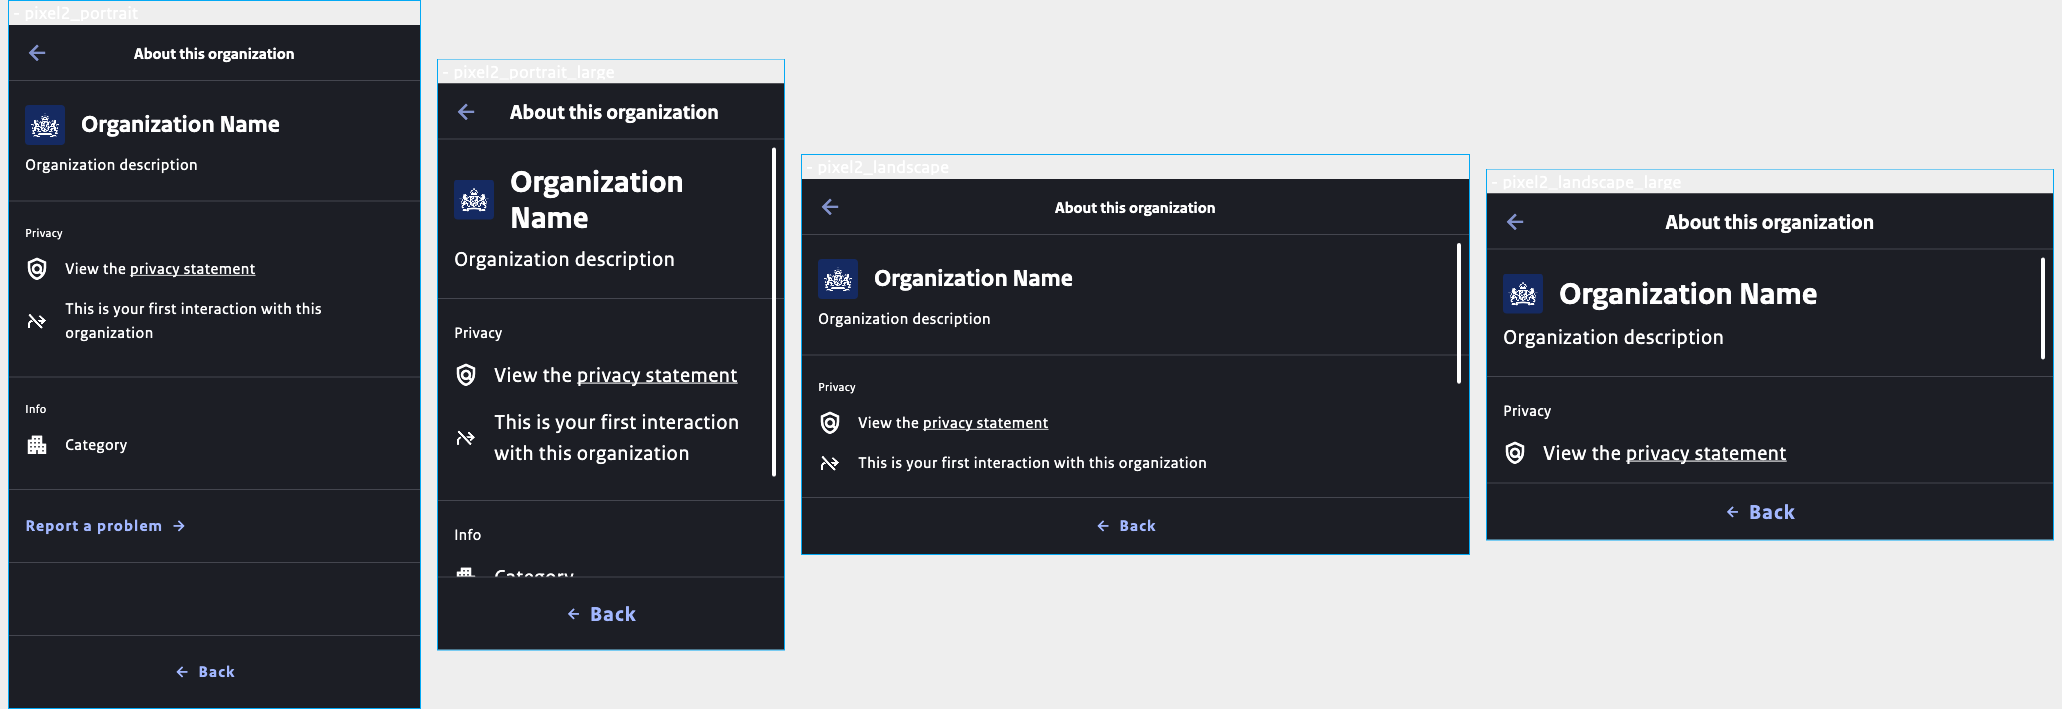 - pixel2_portrait
About this organization
Organization Name
Organization description
Privacy
View the privacy statement
This is your first interaction with this
organization
Info
Category
Report a problem
Back
- pixel2_portrait_large
About this organization
Organization
Name
Organization description
Privacy
View the privacy statement
This is your first interaction
with this organization
Info
Category
Back
- pixel2_landscape
About this organization
Organization Name
Organization description
Privacy
View the privacy statement
This is your first interaction with this organization
Back
- pixel2_landscape_large
About this organization
Organization Name
Organization description
Privacy
View the privacy statement
Back